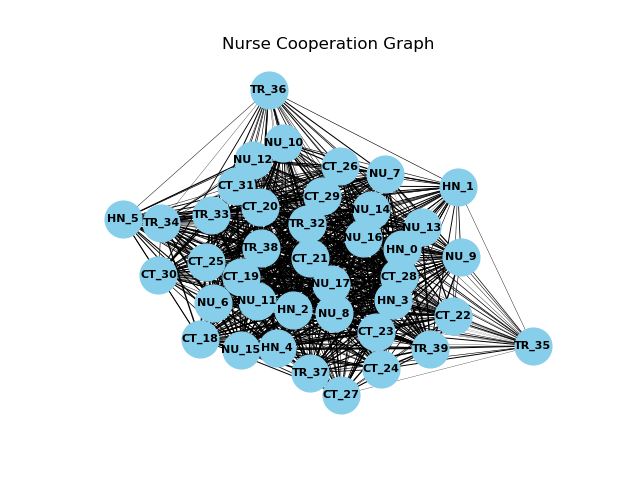 Nurse Cooperation Graph
TR_36
NU_10
NU_12
CT_26
NU_7
CT_31
HN_1
CT_29
CT_20
NU_14
TR_33
HN_5
TR_34
TR_32
NU_13
NU_16
TR_38
HN_0
CT_21
NU_9
CT_25
CT_30
CT_19
CT_28
NU_17
NU_6
NU_11
HN_3
HN_2
NU_8
CT_22
CT_23
CT_18
TR_35
NU_15
HN_4
TR_39
CT_24
TR_37
CT_27